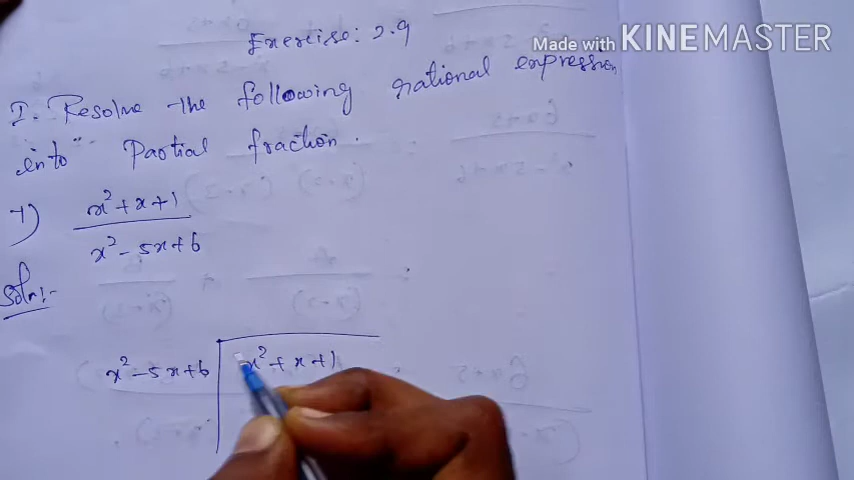 Made with KINEMASTER
Exercise: 2.9
I. Resolve the following rational expression
into Partial fraction.
7) x²+x+1
x²-5x+6
Soln:-
x²-5x+6 x²+x+1